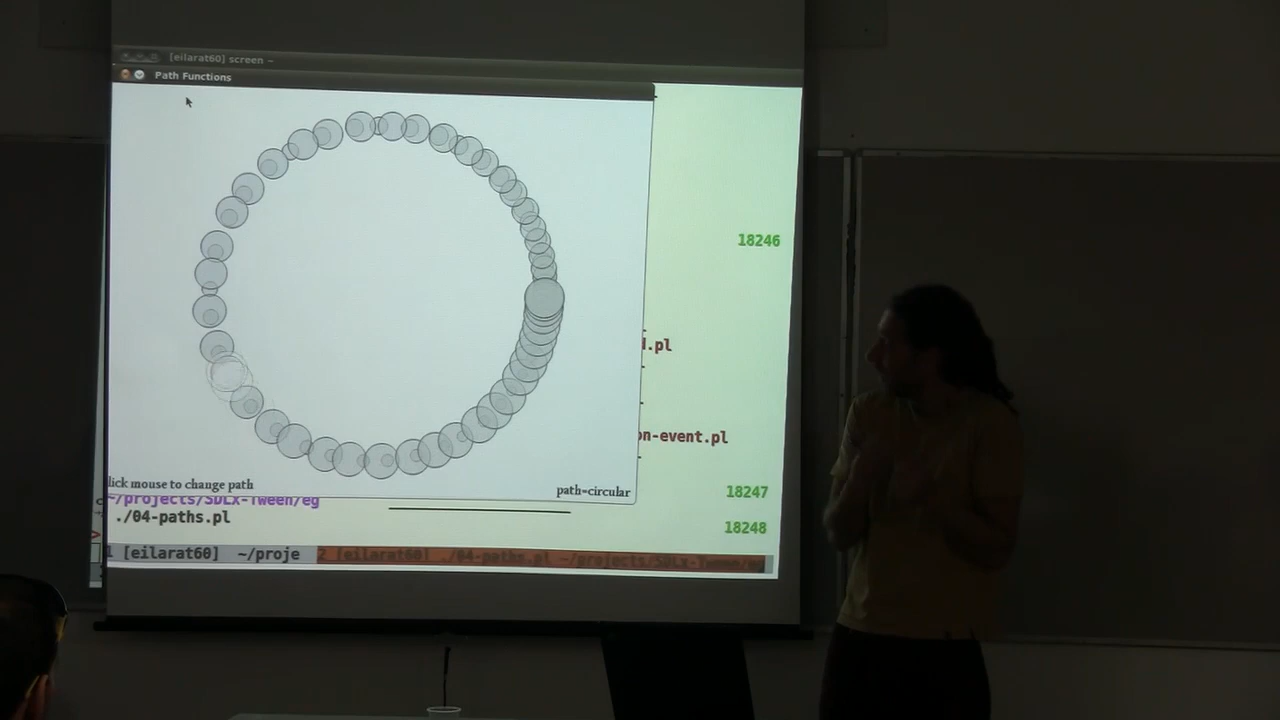 [eilarat60] screen ~
Path Functions
18246
.pl
on-event.pl
lick mouse to change path
path=circular
18247
~/projects/SDLx-Tween/eg
./04-paths.pl
18248
1 [eilarat60] ~/proje
2 [eilarat60] ./04-paths.pl ~/projects/SDLx-Tween/